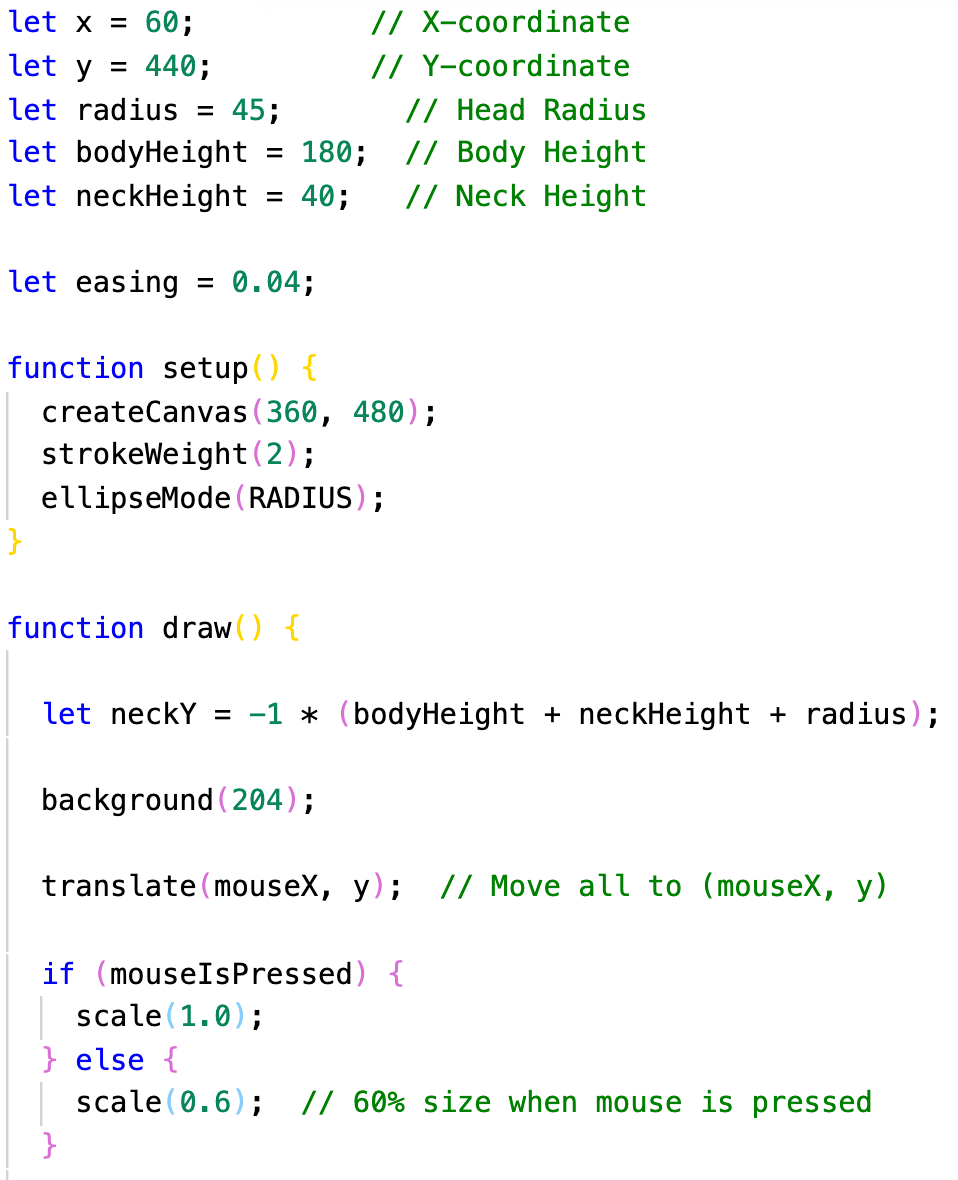 let x = 60;          // X-coordinate
let y = 440;         // Y-coordinate
let radius = 45;       // Head Radius
let bodyHeight = 180;  // Body Height
let neckHeight = 40;   // Neck Height

let easing = 0.04;

function setup() {
  createCanvas(360, 480);
  strokeWeight(2);
  ellipseMode(RADIUS);
}

function draw() {

  let neckY = -1 * (bodyHeight + neckHeight + radius);

  background(204);

  translate(mouseX, y);  // Move all to (mouseX, y)

  if (mouseIsPressed) {
    scale(1.0);
  } else {
    scale(0.6);  // 60% size when mouse is pressed
  }